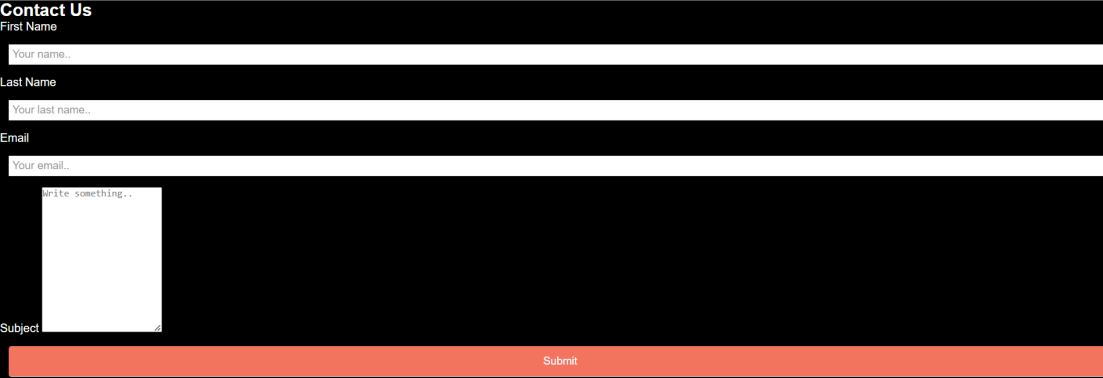 Contact Us
First Name
Your name..
Last Name
Your last name..
Email
Your email..
Write something..
Subject
Submit